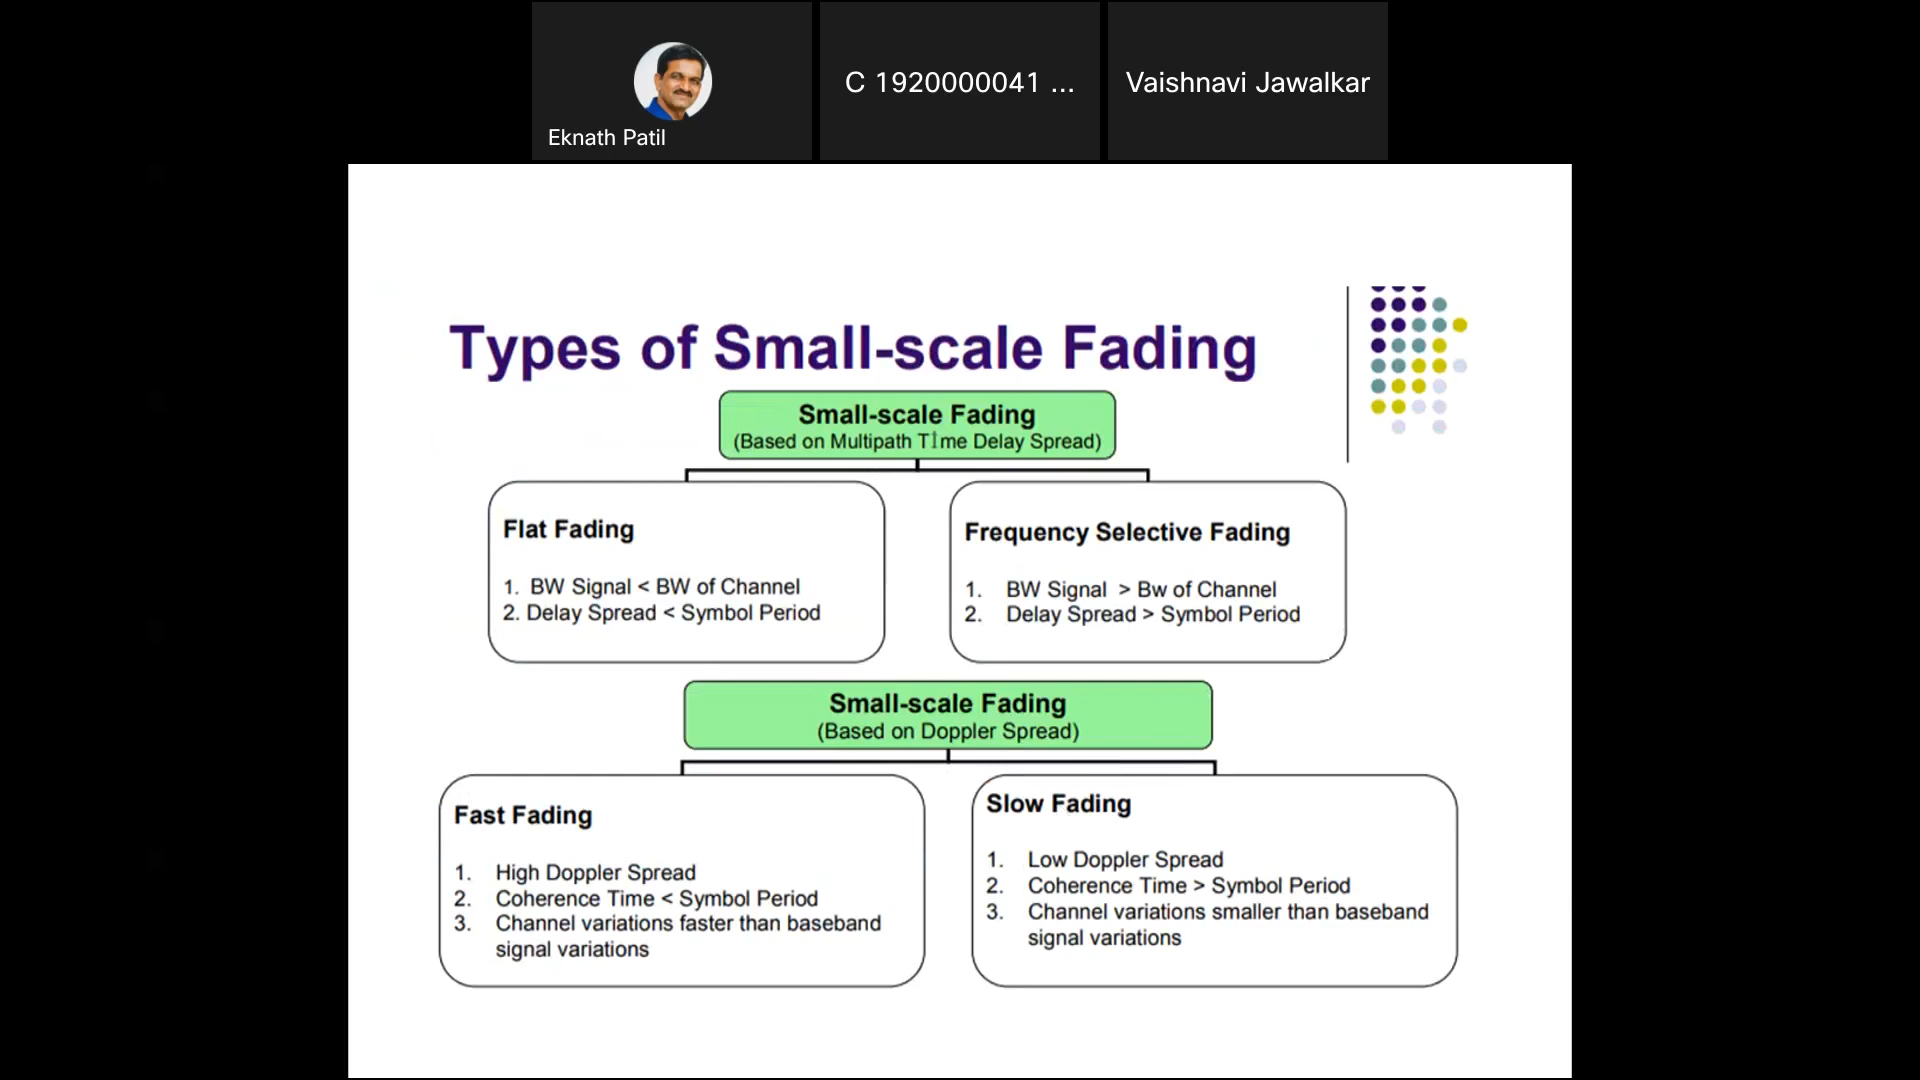 Eknath Patil
C 1920000041 ...
Vaishnavi Jawalkar
Types of Small-scale Fading
Small-scale Fading
(Based on Multipath Time Delay Spread)
Flat Fading
1. BW Signal < BW of Channel
2. Delay Spread < Symbol Period
Frequency Selective Fading
1. BW Signal > Bw of Channel
2. Delay Spread > Symbol Period
Small-scale Fading
(Based on Doppler Spread)
Fast Fading
1. High Doppler Spread
2. Coherence Time < Symbol Period
3. Channel variations faster than baseband
signal variations
Slow Fading
1. Low Doppler Spread
2. Coherence Time > Symbol Period
3. Channel variations smaller than baseband
signal variations